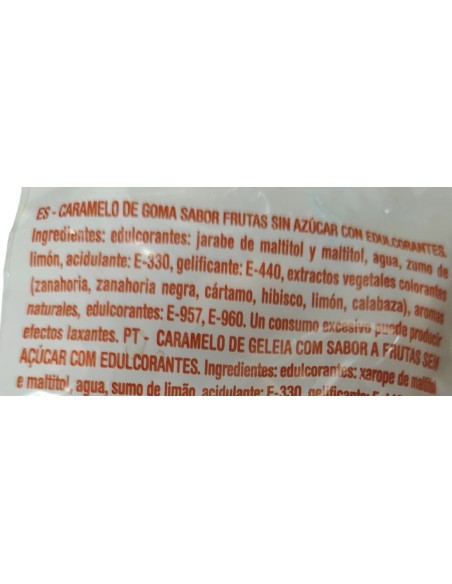 ES - CARAMELO DE GOMA SABOR FRUTAS SIN AZÚCAR CON EDULCORANTES.
Ingredientes: edulcorantes: jarabe de maltitol y maltitol, agua, zumo de
limón, acidulante: E-330, gelificante: E-440, extractos vegetales colorantes
(zanahoria, zanahoria negra, cártamo, hibisco, limón, calabaza), aromas
naturales, edulcorantes: E-957, E-960. Un consumo excesivo puede producir
efectos laxantes. PT - CARAMELO DE GELEIA COM SABOR A FRUTAS SEM
AÇÚCAR COM EDULCORANTES. Ingredientes: edulcorantes: xarope de maltitol
e maltitol, agua, sumo de limão, acidulante: E-330, gelificante: